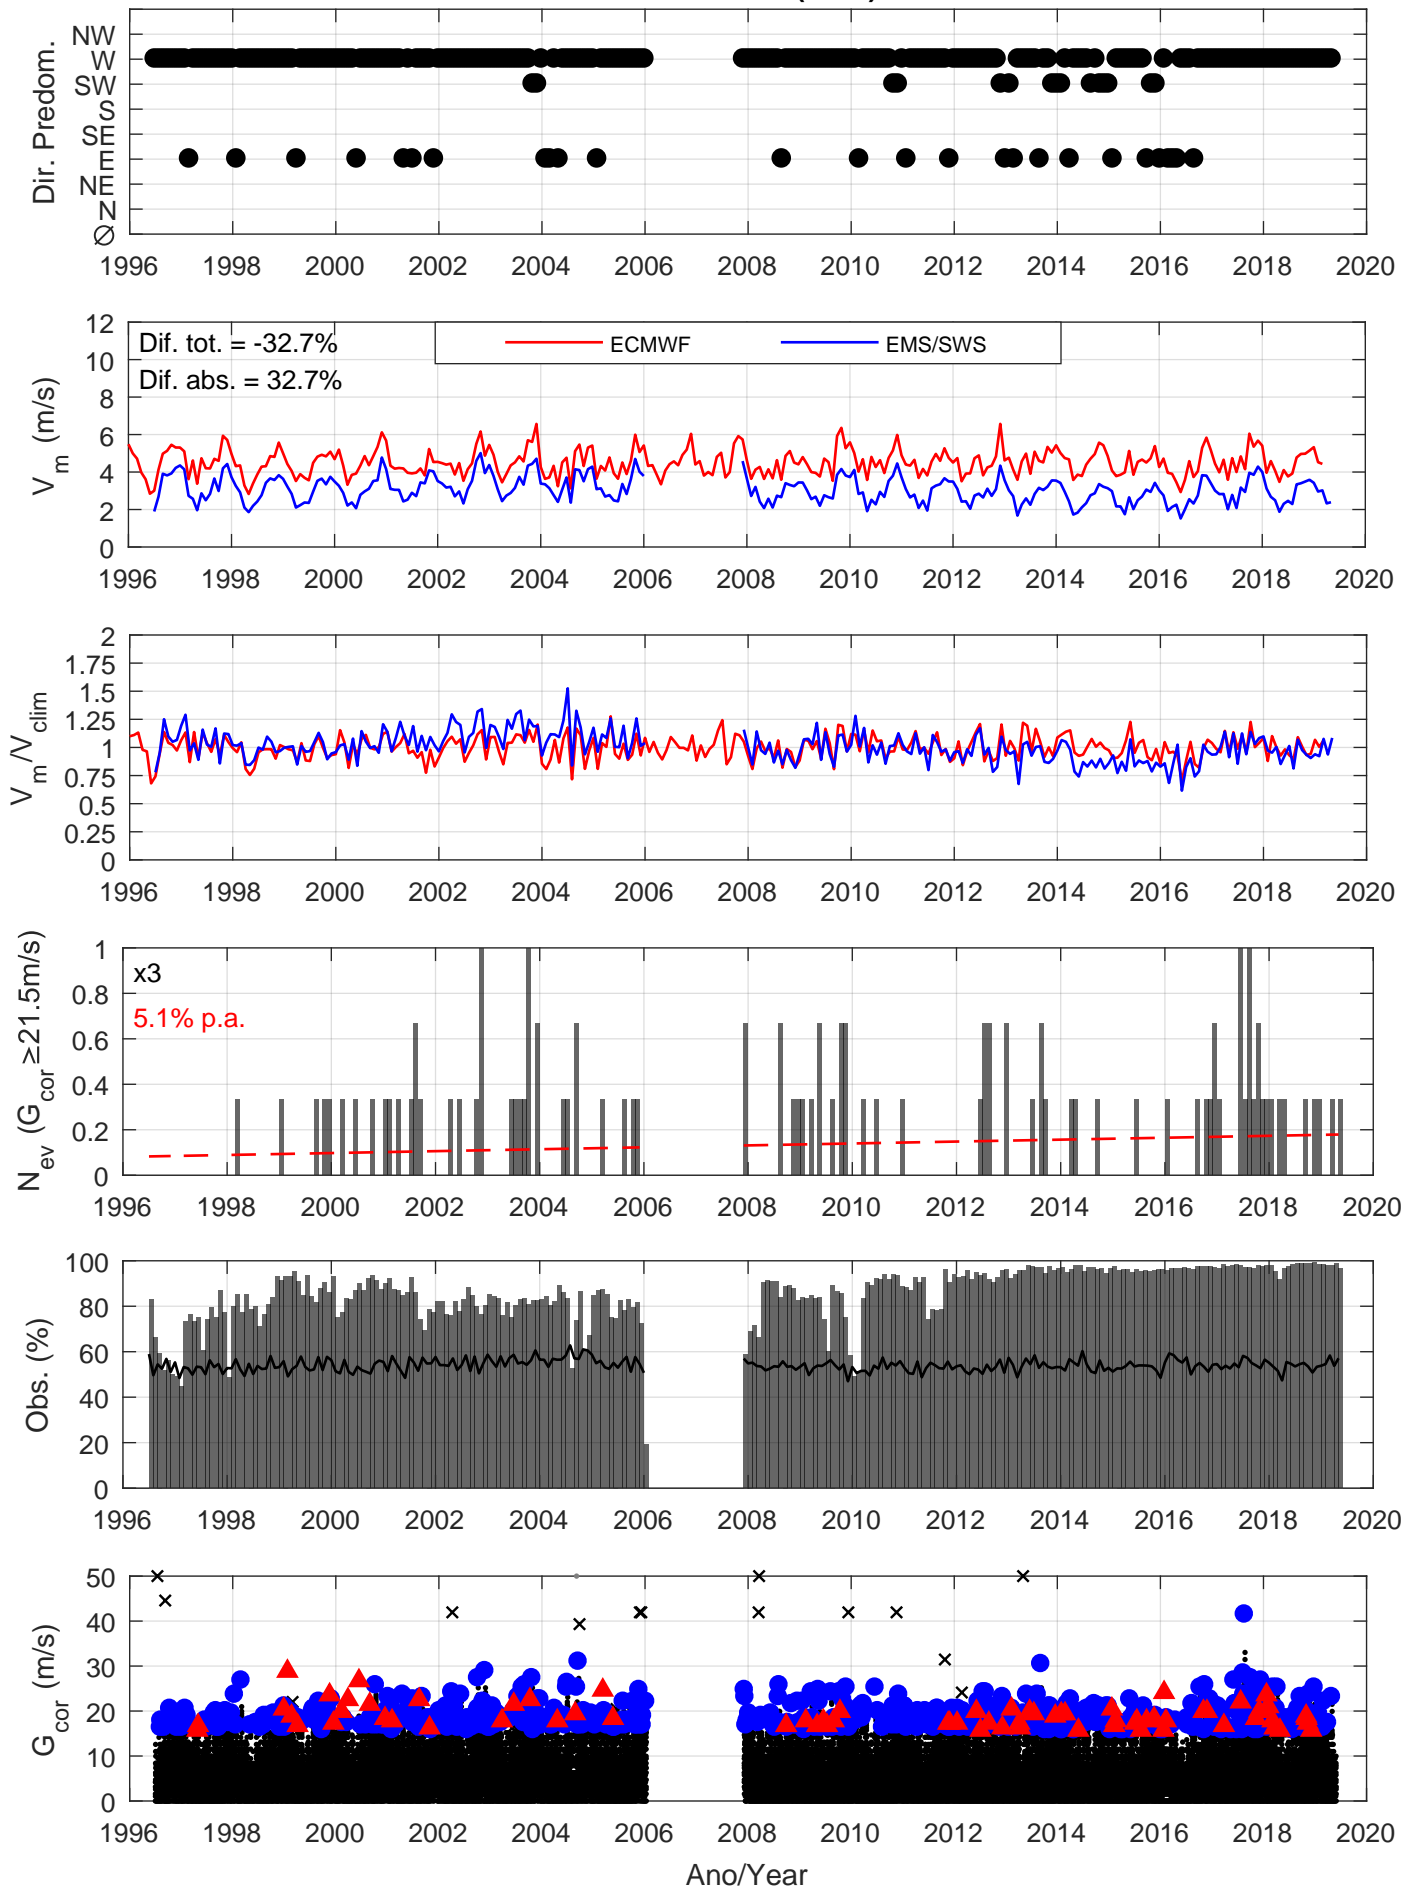 NW
W
SW
S
SE
E
NE
N
∅
Dir. Predom.
1996 1998 2000 2002 2004 2006 2008 2010 2012 2014 2016 2018 2020
12
10
8
6
4
2
0
V_m (m/s)
Dif. tot. = -32.7%
Dif. abs. = 32.7%
ECMWF EMS/SWS
1996 1998 2000 2002 2004 2006 2008 2010 2012 2014 2016 2018 2020
2
1.75
1.5
1.25
1
0.75
0.5
0.25
0
V_m/V_clim
1996 1998 2000 2002 2004 2006 2008 2010 2012 2014 2016 2018 2020
1
0.8
0.6
0.4
0.2
0
N_ev (G_cor≥21.5m/s)
x3
5.1% p.a.
1996 1998 2000 2002 2004 2006 2008 2010 2012 2014 2016 2018 2020
100
80
60
40
20
0
Obs. (%)
1996 1998 2000 2002 2004 2006 2008 2010 2012 2014 2016 2018 2020
50
40
30
20
10
0
G_cor (m/s)
1996 1998 2000 2002 2004 2006 2008 2010 2012 2014 2016 2018 2020
Ano/Year